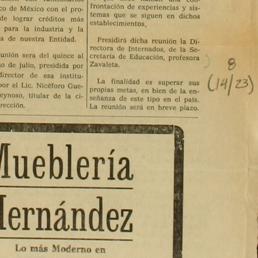 co de México con el pro-
de lograr créditos más
para la industria y la
a de nuestra Entidad.
unión sera del quince al
o de julio, presidida por
director de esa institu-
por el Lic. Nicéforo Gue-
eynoso, titular de la ci-
rección.
frontación de experiencias y sis-
temas que se siguen en dichos
establecimientos.
Presidirá dicha reunión la Di-
rectora de Internados, de la Se-
cretaría de Educación, profesora
Zavaleta.
La finalidad es superar sus
propias metas, en bien de la en-
señanza de este tipo en el país.
La reunión será en breve plazo.
8
(14/23)
Mueblería
Hernández
Lo más Moderno en